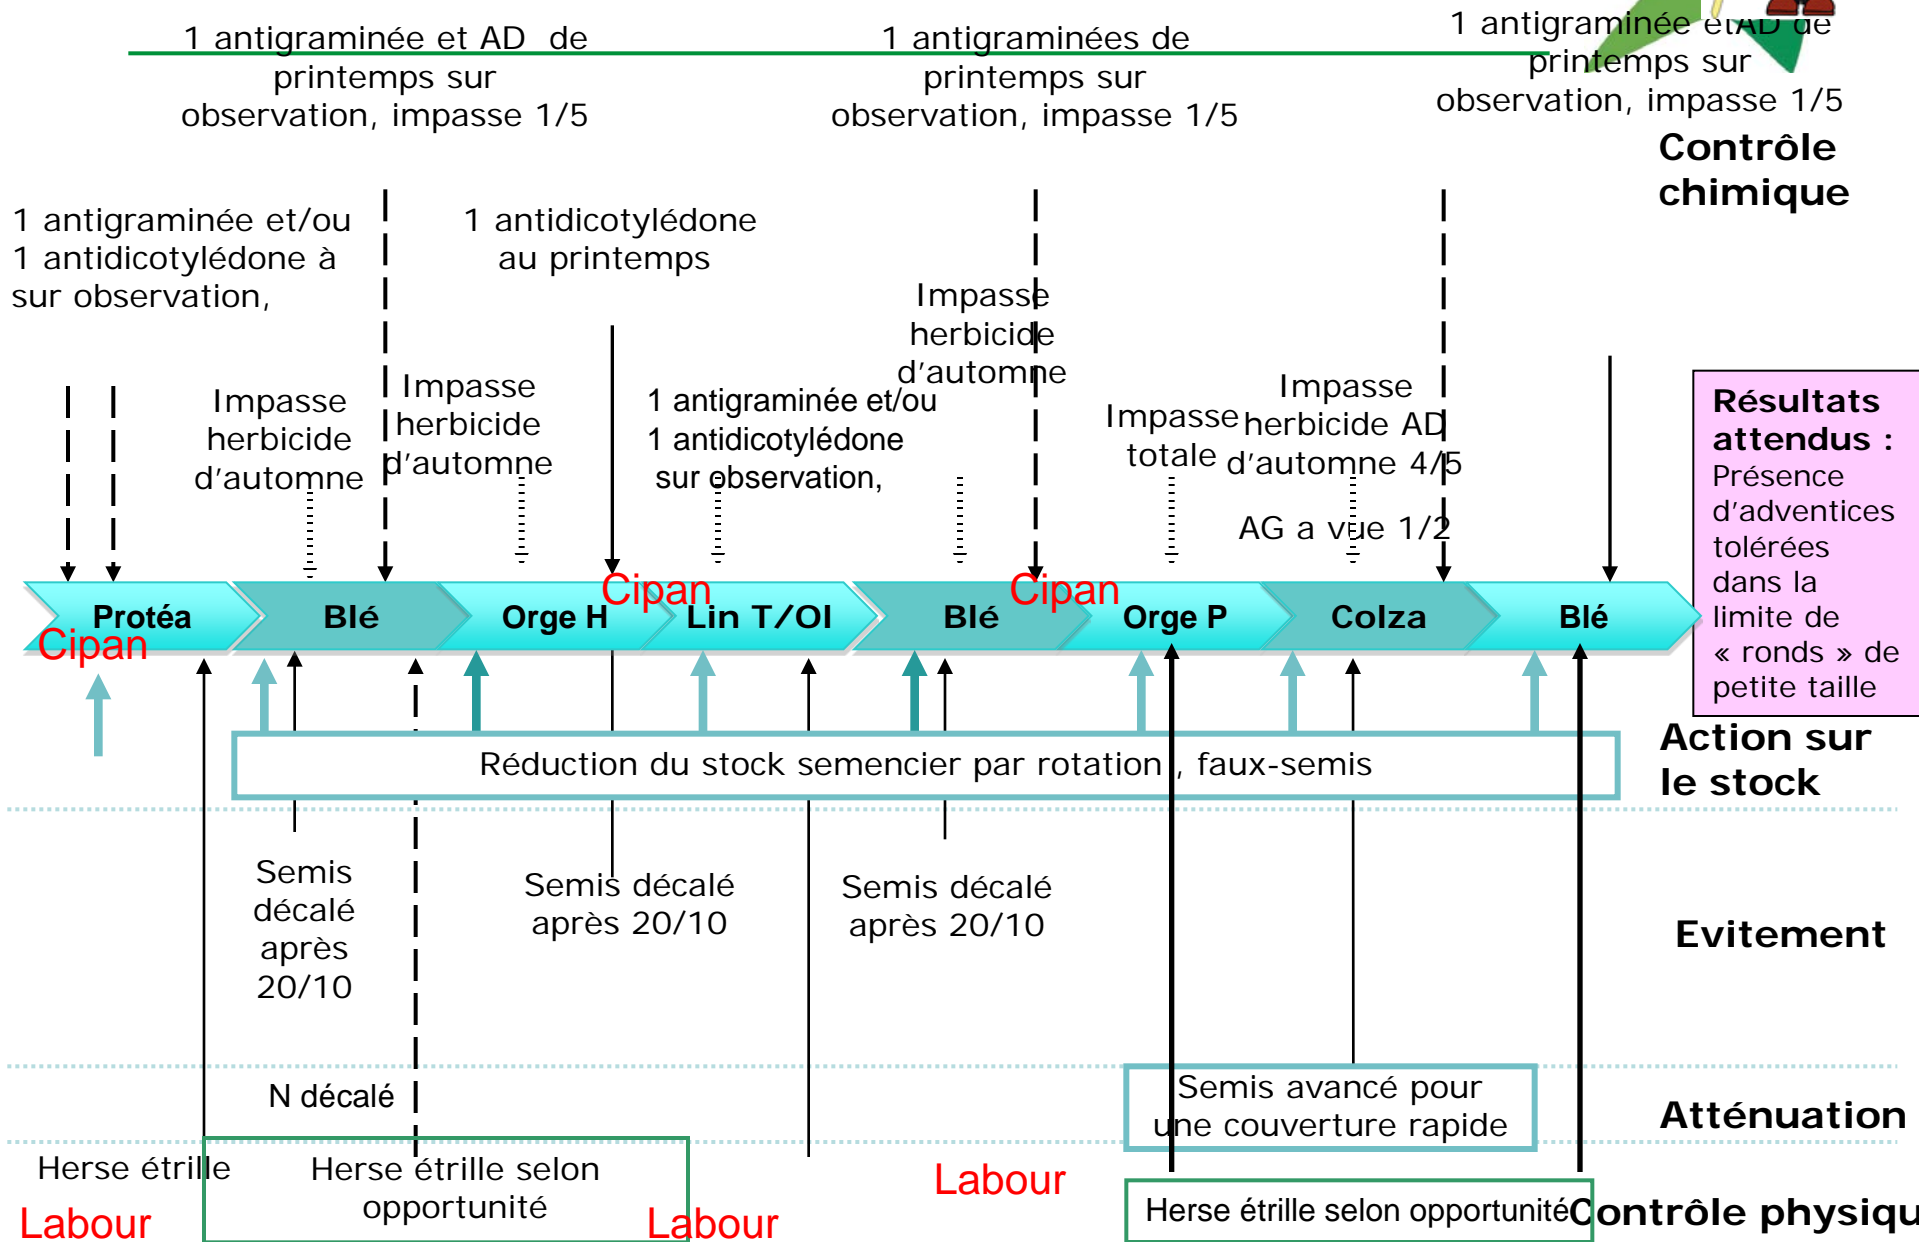 1 antigraminée et AD de
printemps sur
observation, impasse 1/5
1 antigraminées de
printemps sur
observation, impasse 1/5
1 antigraminée etAD de
printemps sur
observation, impasse 1/5
Contrôle
chimique
1 antigraminée et/ou
1 antidicotylédone à
sur observation,
1 antidicotylédone
au printemps
Impasse
herbicide
d'automne
Impasse
herbicide
d'automne
Impasse
herbicide
d'automne
1 antigraminée et/ou
1 antidicotylédone
sur observation,
Impasse
totale
Impasse
herbicide AD
d'automne 4/5
AG a vue 1/2
Résultats
attendus :
Présence
d'adventices
tolérées
dans la
limite de
« ronds » de
petite taille
Protéa
Blé
Orge H
Lin T/Ol
Blé
Orge P
Colza
Blé
Cipan
Cipan
Cipan
Réduction du stock semencier par rotation , faux-semis
Action sur
le stock
Semis
décalé
après
20/10
Semis décalé
après 20/10
Semis décalé
après 20/10
Evitement
N décalé
Semis avancé pour
une couverture rapide
Atténuation
Herse étrille
Herse étrille selon
opportunité
Labour
Labour
Labour
Herse étrille selon opportunité
Contrôle physiqu